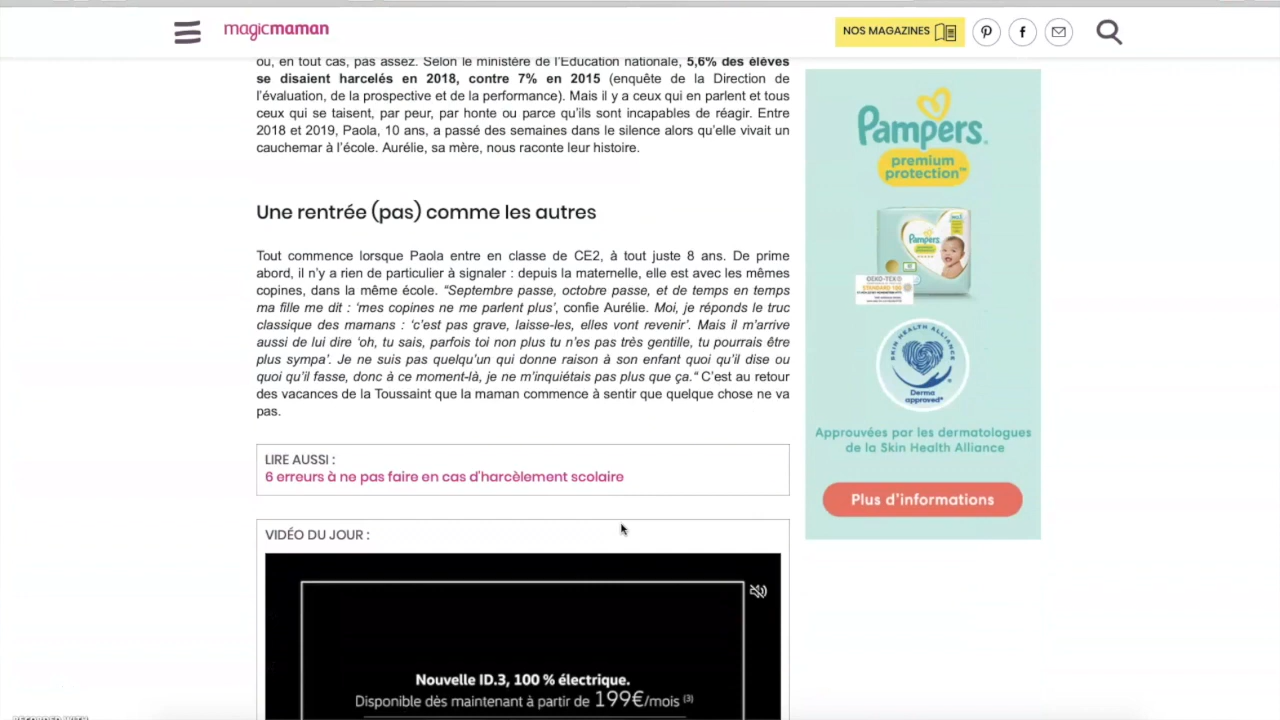 magicmaman
NOS MAGAZINES
ou, en tout cas, pas assez. Selon le ministère de l'Education nationale, 5,6% des élèves
se disaient harcelés en 2018, contre 7% en 2015 (enquête de la Direction de
l'évaluation, de la prospective et de la performance). Mais il y a ceux qui en parlent et tous
ceux qui se taisent, par peur, par honte ou parce qu'ils sont incapables de réagir. Entre
2018 et 2019, Paola, 10 ans, a passé des semaines dans le silence alors qu'elle vivait un
cauchemar à l'école. Aurélie, sa mère, nous raconte leur histoire.
Une rentrée (pas) comme les autres
Tout commence lorsque Paola entre en classe de CE2, à tout juste 8 ans. De prime
abord, il n'y a rien de particulier à signaler : depuis la maternelle, elle est avec les mêmes
copines, dans la même école. "Septembre passe, octobre passe, et de temps en temps
ma fille me dit : 'mes copines ne me parlent plus', confie Aurélie. Moi, je réponds le truc
classique des mamans : 'c'est pas grave, laisse-les, elles vont revenir'. Mais il m'arrive
aussi de lui dire 'oh, tu sais, parfois toi non plus tu n'es pas très gentille, tu pourrais être
plus sympa'. Je ne suis pas quelqu'un qui donne raison à son enfant quoi qu'il dise ou
quoi qu'il fasse, donc à ce moment-là, je ne m'inquiétais pas plus que ça." C'est au retour
des vacances de la Toussaint que la maman commence à sentir que quelque chose ne va
pas.
LIRE AUSSI :
6 erreurs à ne pas faire en cas d'harcèlement scolaire
VIDÉO DU JOUR :
Nouvelle ID.3, 100 % électrique.
Disponible dès maintenant à partir de 199€/mois (3)
Pampers.
premium
protection™
Pampers
OEKO-TEX®
STANDARD 100
SKIN HEALTH ALLIANCE
Derma
approved*
Approuvées par les dermatologues
de la Skin Health Alliance
Plus d'informations